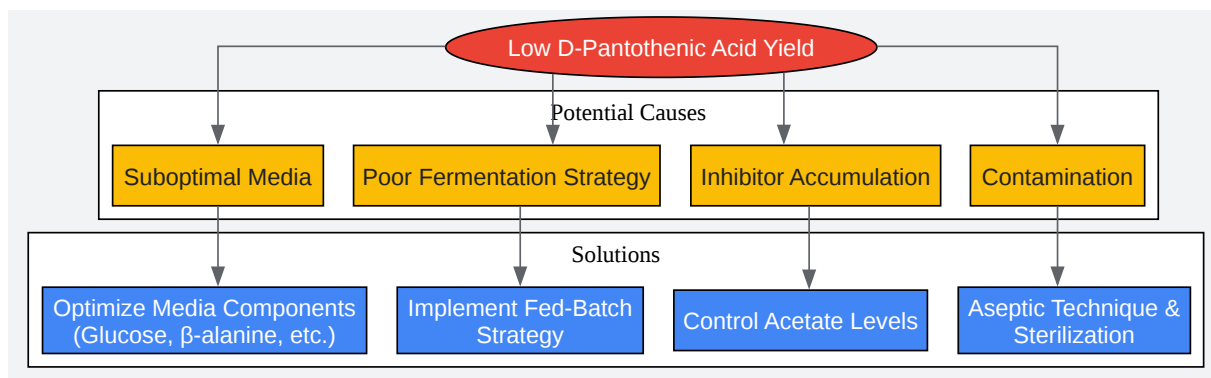 Low D-Pantothenic Acid Yield
Potential Causes
Suboptimal Media
Poor Fermentation Strategy
Inhibitor Accumulation
Contamination
Solutions
Optimize Media Components
(Glucose, β-alanine, etc.)
Implement Fed-Batch
Strategy
Control Acetate Levels
Aseptic Technique &
Sterilization